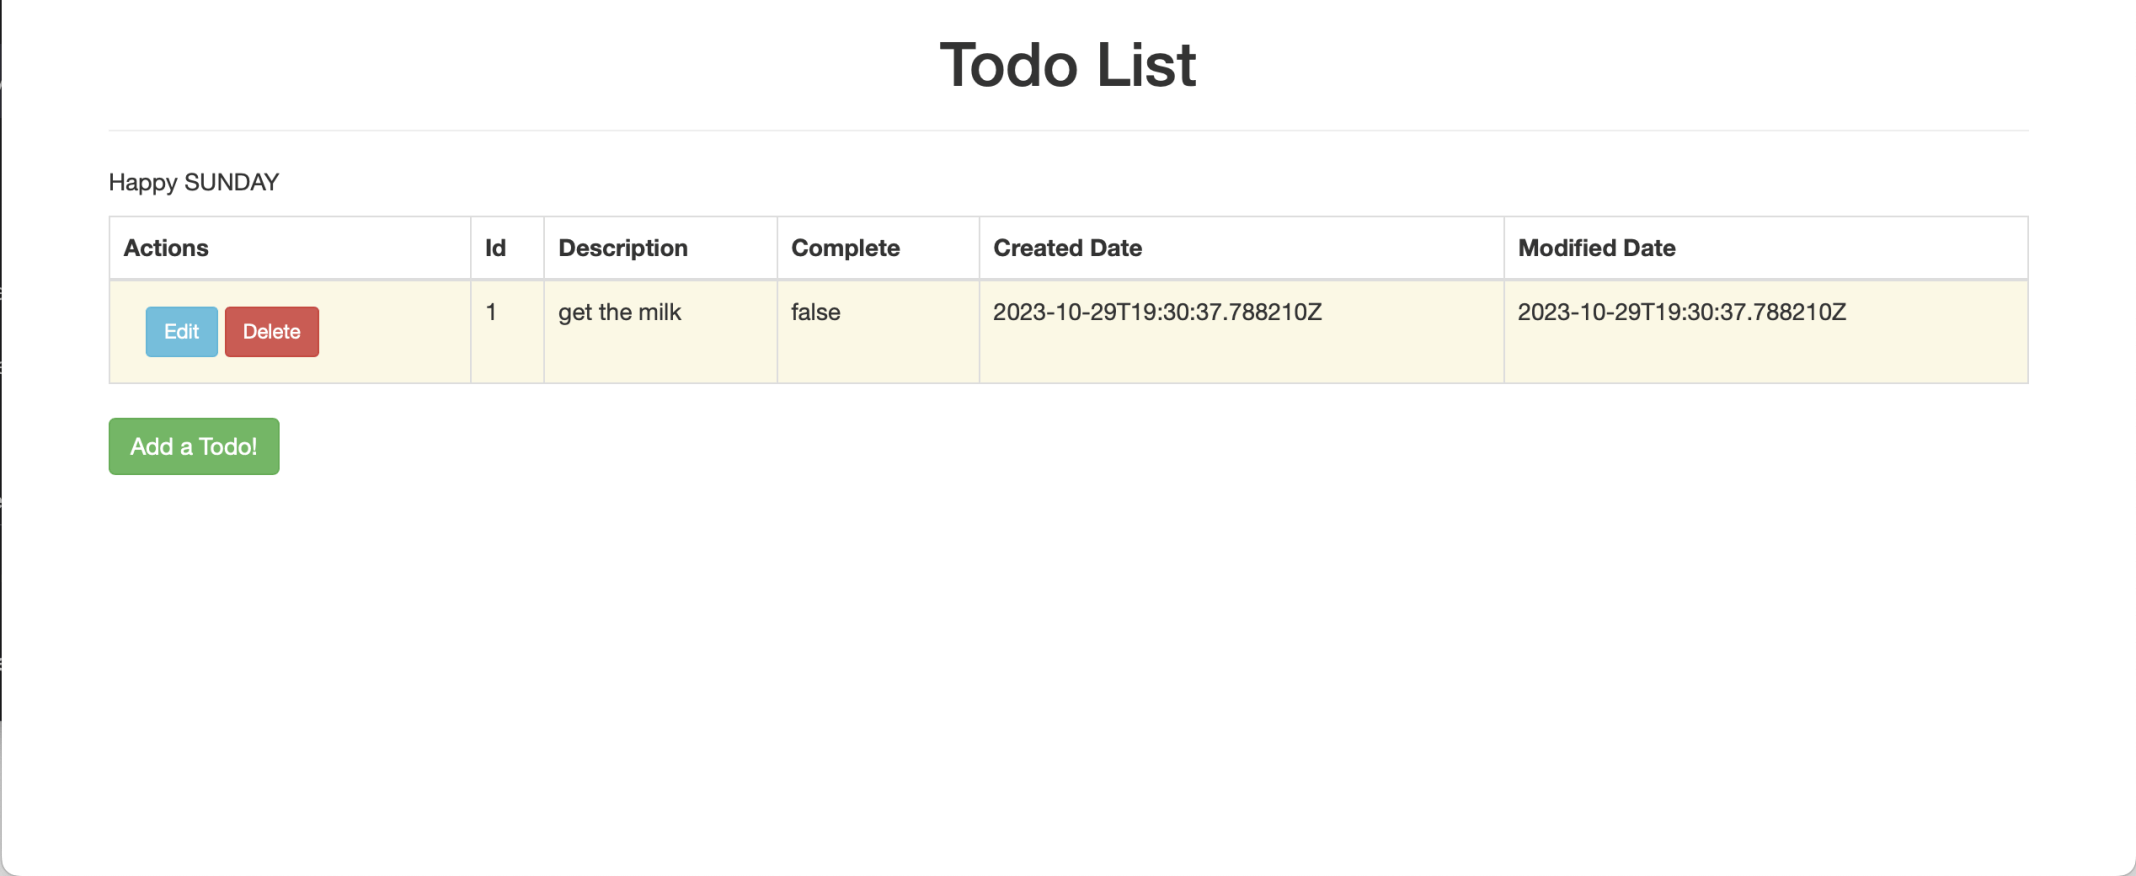 Todo List
Happy SUNDAY
Actions Id Description Complete Created Date Modified Date
Edit Delete 1 get the milk false 2023-10-29T19:30:37.788210Z 2023-10-29T19:30:37.788210Z
Add a Todo!